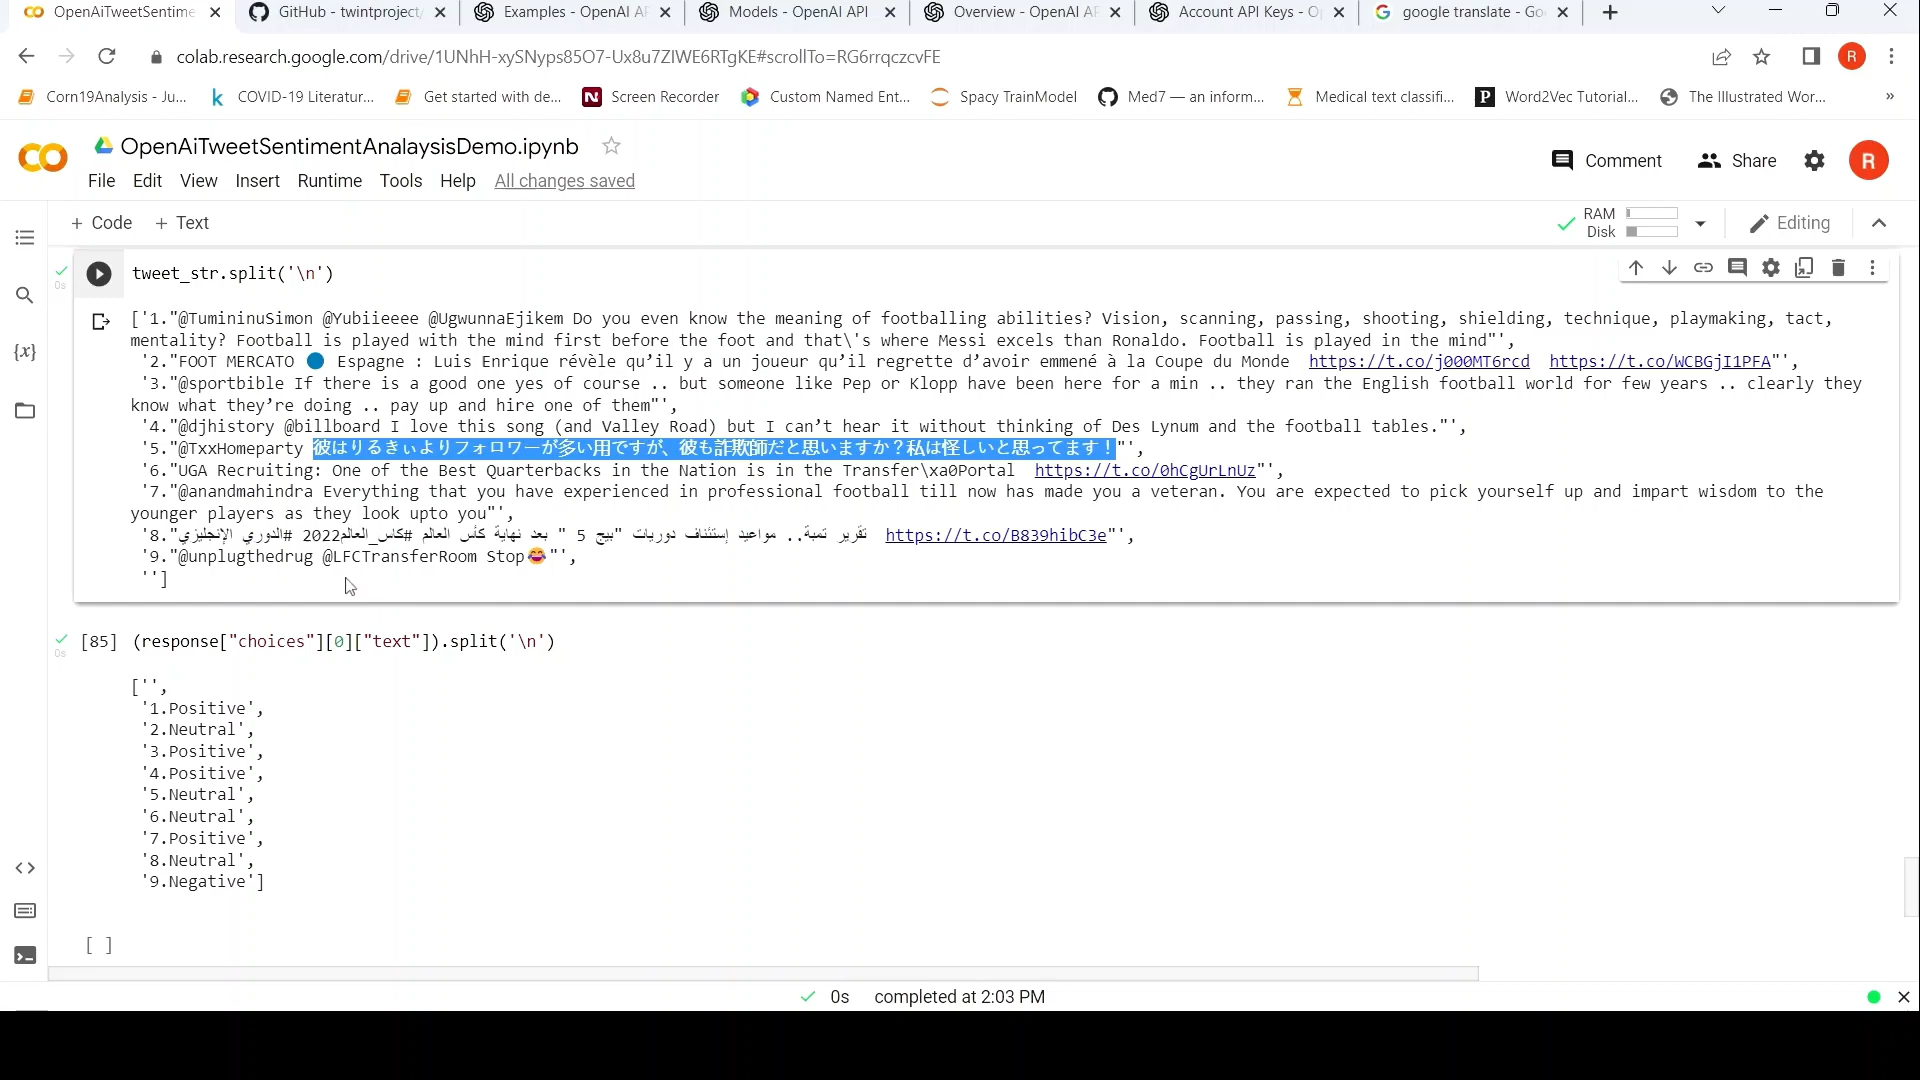 OpenAiTweetSentime
GitHub - twintproject/
Examples - OpenAI AP
Models - OpenAI API
Overview - OpenAI AP
Account API Keys - O
google translate - Go
colab.research.google.com/drive/1UNhH-xySNyps85O7-Ux8u7ZlWE6RTgKE#scrollTo=RG6rrqczcvFE
R
Corn19Analysis - Ju...
COVID-19 Literatur...
Get started with de...
Screen Recorder
Custom Named Ent...
Spacy TrainModel
Med7 — an inform...
Medical text classifi...
Word2Vec Tutorial...
The Illustrated Wor...
»
OpenAiTweetSentimentAnalaysisDemo.ipynb
Comment
Share
R
File Edit View Insert Runtime Tools Help All changes saved
+ Code + Text
RAM
Disk
Editing
0s
tweet_str.split('\n')
['1."@TumininuSimon @Yubiieeee @UgwunnaEjikem Do you even know the meaning of footballing abilities? Vision, scanning, passing, shooting, shielding, technique, playmaking, tact,
mentality? Football is played with the mind first before the foot and that\'s where Messi excels than Ronaldo. Football is played in the mind"',
'2."FOOT MERCATO 🔵 Espagne : Luis Enrique révèle qu’il y a un joueur qu’il regrette d’avoir emmené à la Coupe du Monde https://t.co/j000MT6rcd https://t.co/WCBGjI1PFA"',
'3."@sportbible If there is a good one yes of course .. but someone like Pep or Klopp have been here for a min .. they ran the English football world for few years .. clearly they
know what they’re doing .. pay up and hire one of them"',
'4."@djhistory @billboard I love this song (and Valley Road) but I can’t hear it without thinking of Des Lynum and the football tables."',
'5."@TxxHomeparty 彼はりるきぃよりフォロワーが多い用ですが、彼も詐欺師だと思いますか？私は怪しいと思ってます！"',
'6."UGA Recruiting: One of the Best Quarterbacks in the Nation is in the Transfer\xa0Portal https://t.co/0hCgUrLnUz"',
'7."@anandmahindra Everything that you have experienced in professional football till now has made you a veteran. You are expected to pick yourself up and impart wisdom to the
younger players as they look upto you"',
'8."تقرير تمبة.. مواعيد إستئناف دوريات "بيج 5 " بعد نهاية كأس العالم #كاس_العالم2022 #الدوري الإنجليزي https://t.co/B839hibC3e"',
'9."@unplugthedrug @LFCTransferRoom Stop😂"',
'']
[85] (response["choices"][0]["text"]).split('\n')
0s
['',
'1.Positive',
'2.Neutral',
'3.Positive',
'4.Positive',
'5.Neutral',
'6.Neutral',
'7.Positive',
'8.Neutral',
'9.Negative']
[ ]
0s completed at 2:03 PM